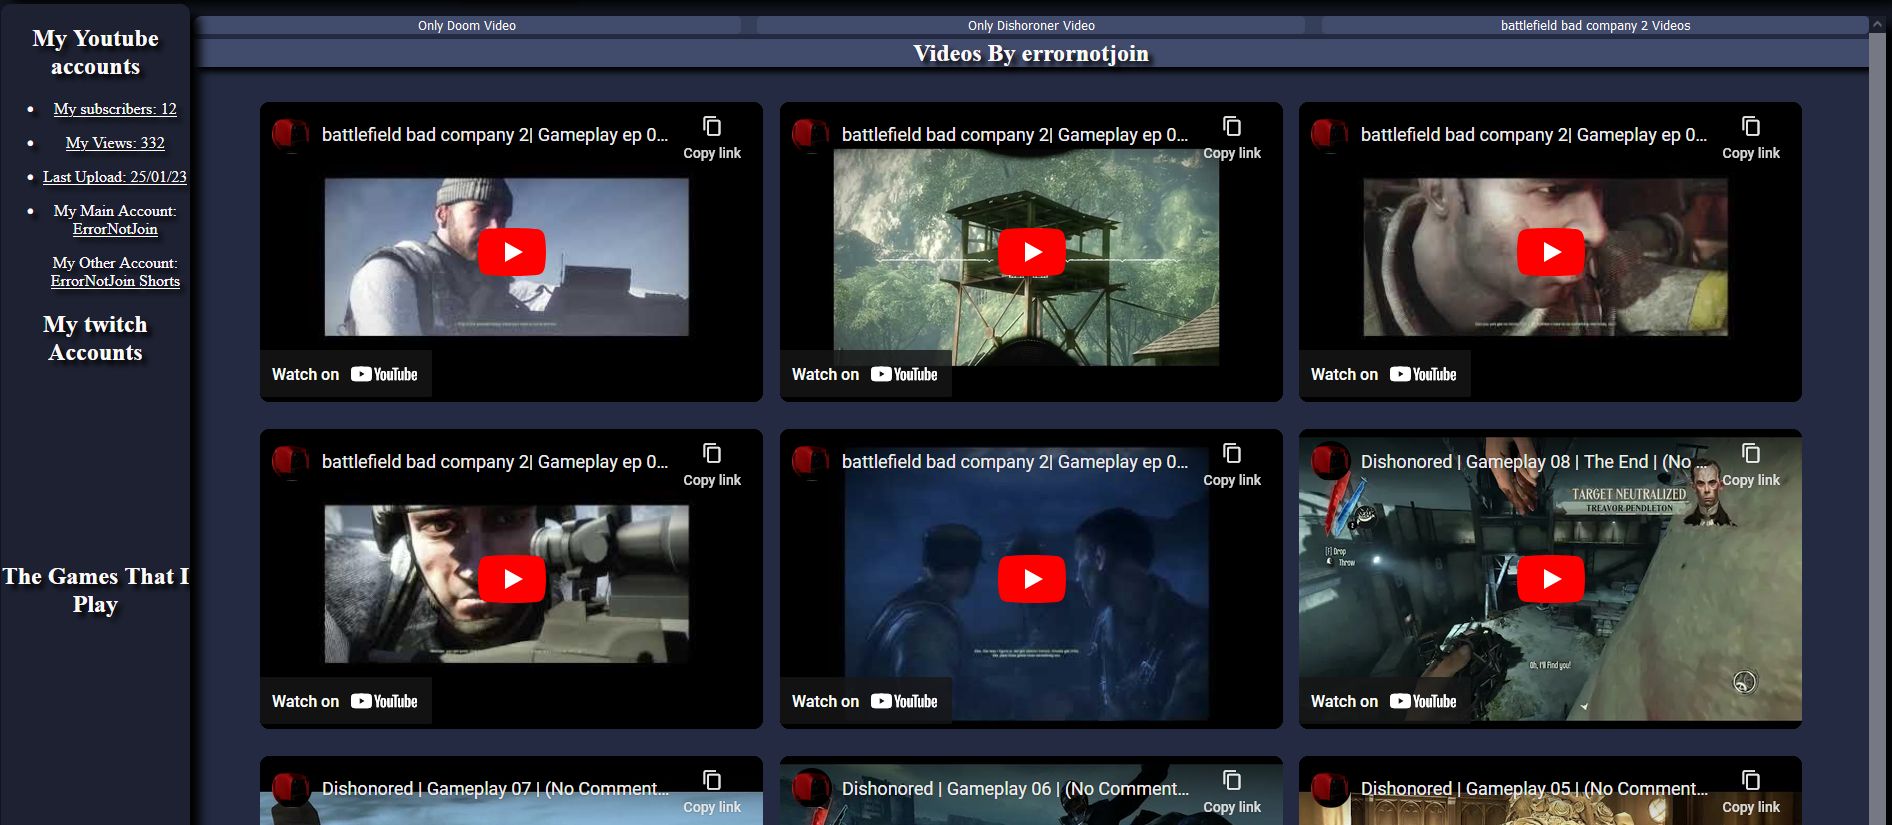 My Youtube
accounts
My subscribers: 12
My Views: 332
Last Upload: 25/01/23
My Main Account:
ErrorNotJoin
My Other Account:
ErrorNotJoin Shorts
My twitch
Accounts
The Games That I
Play
Only Doom Video
Only Dishoroner Video
battlefield bad company 2 Videos
Videos By errornotjoin
battlefield bad company 2| Gameplay ep 0...
Copy link
Watch on YouTube
battlefield bad company 2| Gameplay ep 0...
Copy link
Watch on YouTube
battlefield bad company 2| Gameplay ep 0...
Copy link
Watch on YouTube
battlefield bad company 2| Gameplay ep 0...
Copy link
Watch on YouTube
battlefield bad company 2| Gameplay ep 0...
Copy link
Watch on YouTube
Dishonored | Gameplay 08 | The End | (No ...
Copy link
TARGET NEUTRALIZED
TREAVOR PENDLETON
[F] Drop
Throw
Oh, I'll find you!
Watch on YouTube
Dishonored | Gameplay 07 | (No Comment...
Copy link
Dishonored | Gameplay 06 | (No Comment...
Copy link
Dishonored | Gameplay 05 | (No Comment...
Copy link